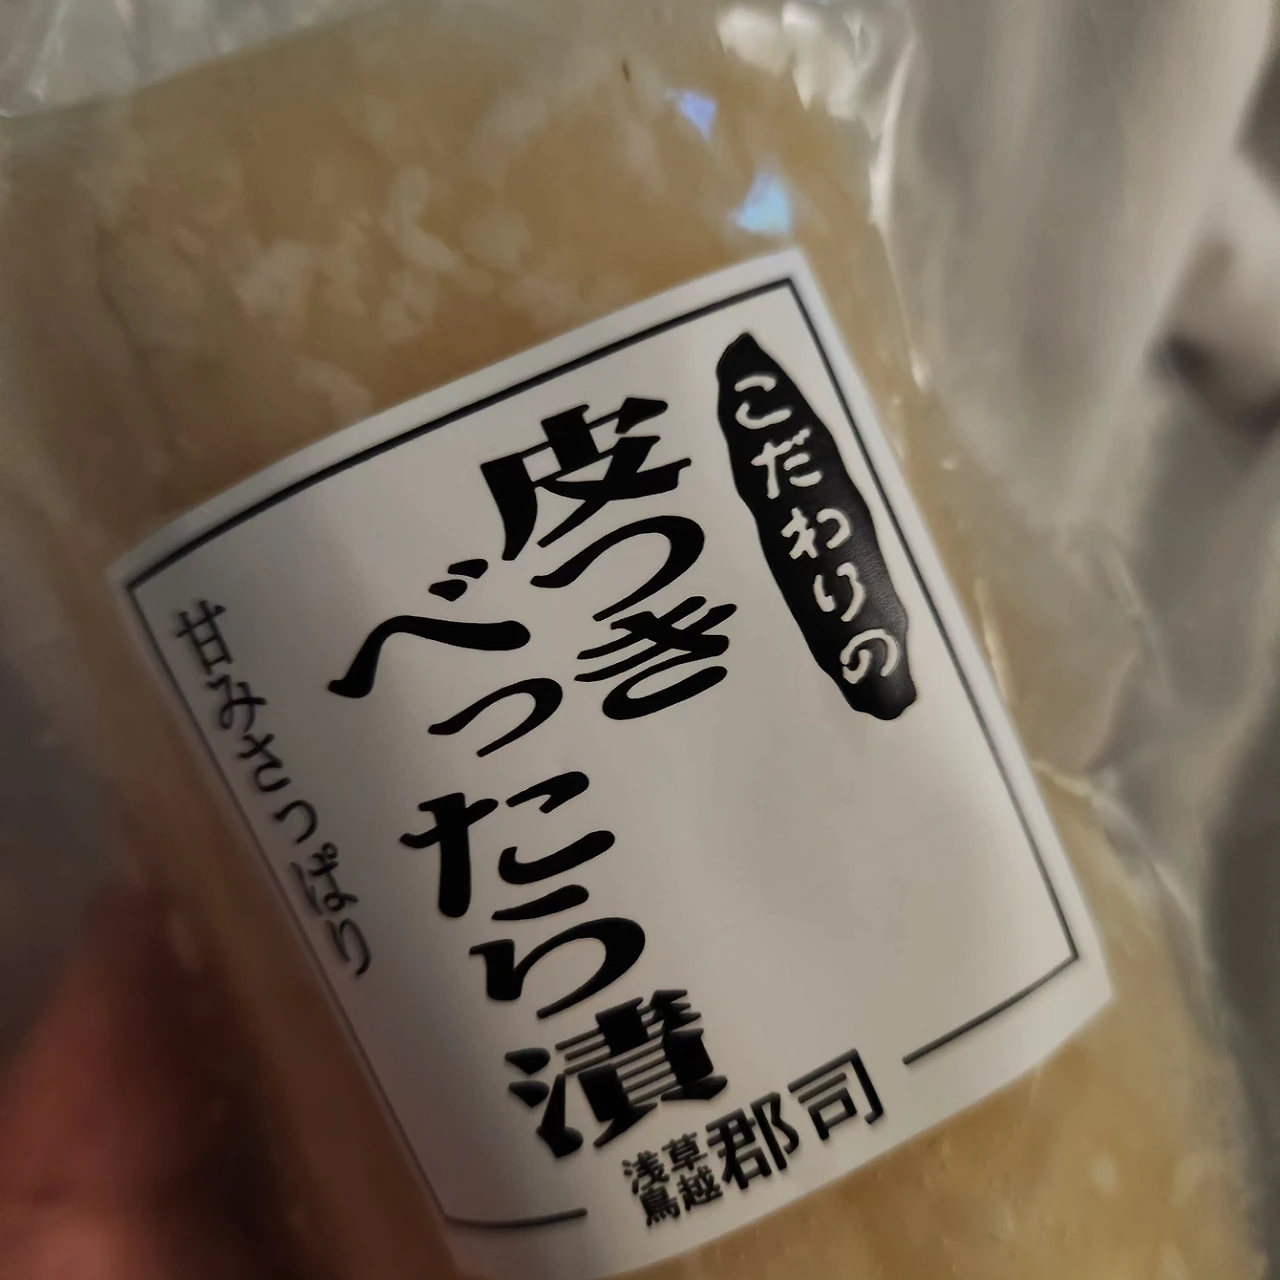 こだわりの
皮つき
べったら漬
甘みさっぱり
浅草
鳥越
郡司